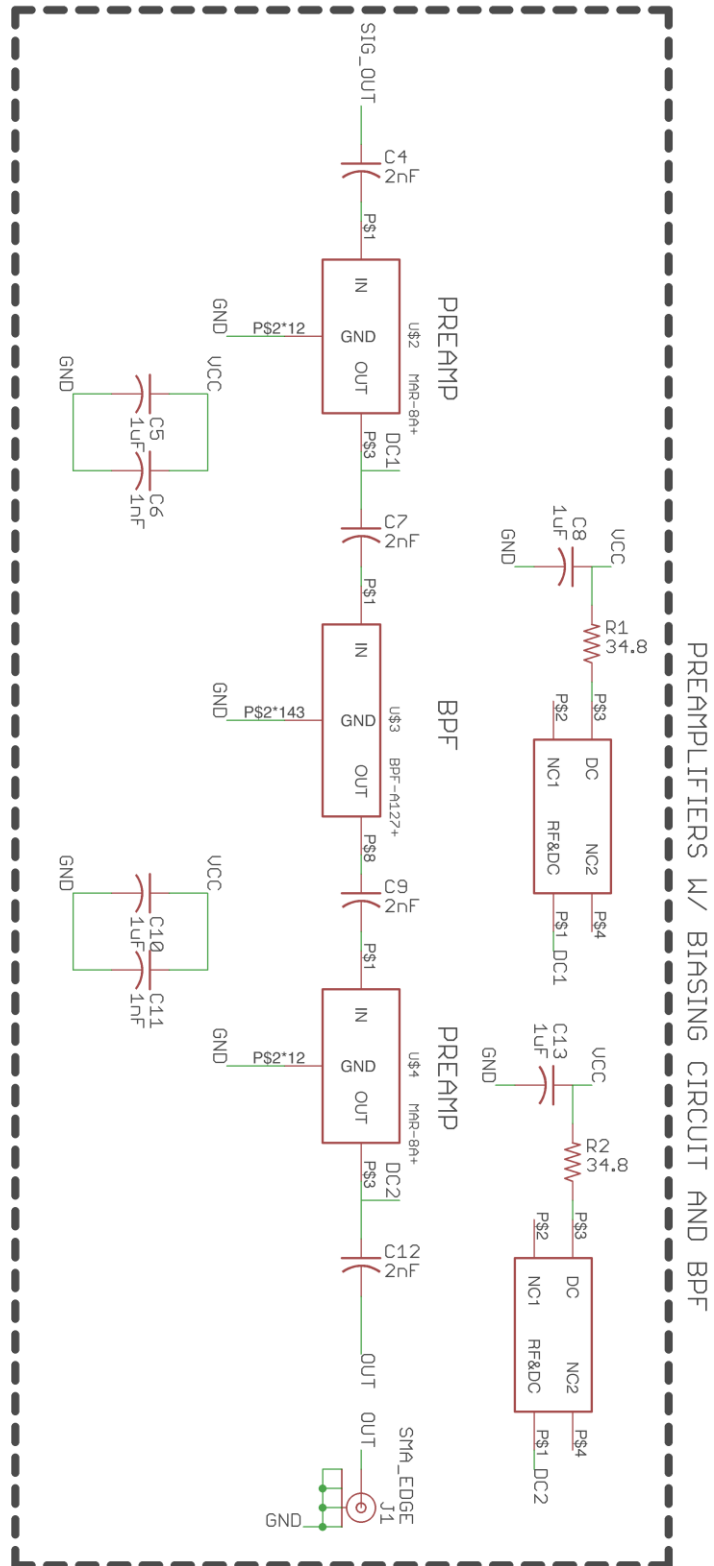 PREAMPLIFIERS W/ BIASING CIRCUIT AND BPF
VCC
C8
1uF
GND
R1
34.8
P$3
P$2
DC
NC1
NC2
RF&DC
P$4
P$1
DC1
VCC
C13
1uF
GND
R2
34.8
P$3
P$2
DC
NC1
NC2
RF&DC
P$4
P$1
DC2
SIG_OUT
C4
2nF
P$1
PREAMP
U$2
MAR-8A+
IN
GND
OUT
P$2*12
GND
P$3
DC1
C7
2nF
P$1
BPF
U$3
BPF-A127+
IN
GND
OUT
P$2*143
GND
P$8
C9
2nF
P$1
PREAMP
U$4
MAR-8A+
IN
GND
OUT
P$2*12
GND
P$3
DC2
C12
2nF
OUT
OUT
SMA_EDGE
J1
GND
VCC
C5
1uF
C6
1nF
GND
VCC
C10
1uF
C11
1nF
GND